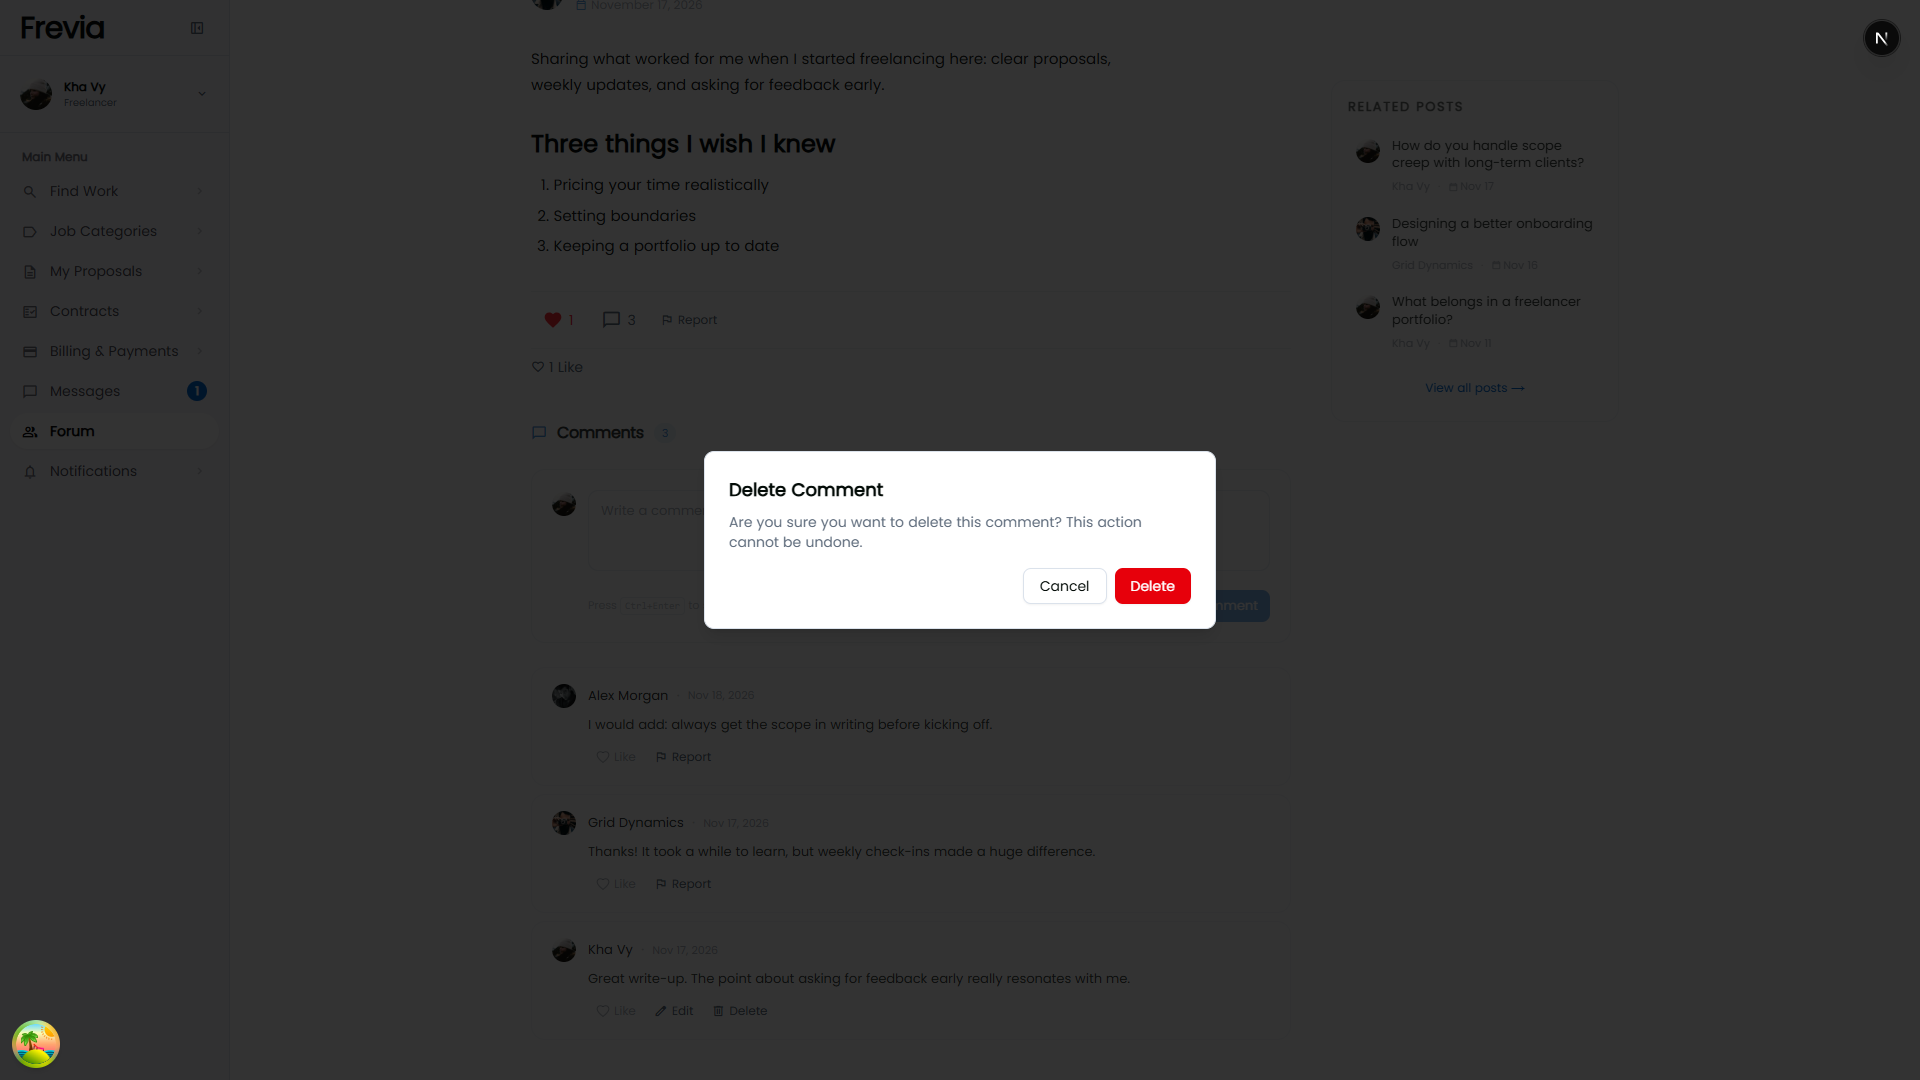 Frevia
Kha Vy
Freelancer
Main Menu
Find Work
Job Categories
My Proposals
Contracts
Billing & Payments
Messages
1
Forum
Notifications
November 17, 2026
Sharing what worked for me when I started freelancing here: clear proposals,
weekly updates, and asking for feedback early.
Three things I wish I knew
1. Pricing your time realistically
2. Setting boundaries
3. Keeping a portfolio up to date
1
3
Report
1 Like
Comments 3
Write a comme
Press Ctrl+Enter to
mment
Delete Comment
Are you sure you want to delete this comment? This action
cannot be undone.
Cancel
Delete
Alex Morgan · Nov 18, 2026
I would add: always get the scope in writing before kicking off.
Like
Report
Grid Dynamics · Nov 17, 2026
Thanks! It took a while to learn, but weekly check-ins made a huge difference.
Like
Report
Kha Vy · Nov 17, 2026
Great write-up. The point about asking for feedback early really resonates with me.
Like
Edit
Delete
RELATED POSTS
How do you handle scope
creep with long-term clients?
Kha Vy
Nov 17
Designing a better onboarding
flow
Grid Dynamics
Nov 16
What belongs in a freelancer
portfolio?
Kha Vy
Nov 11
View all posts →
N